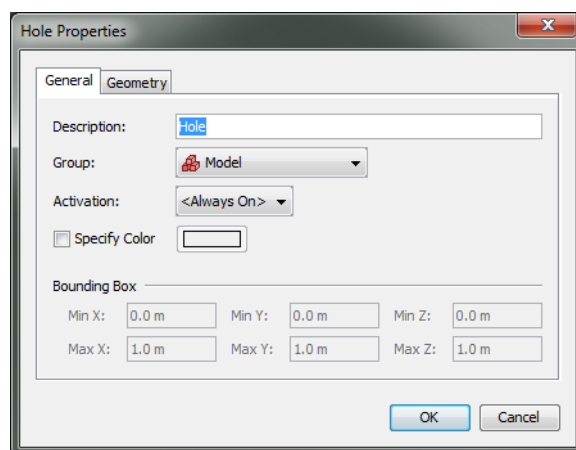 Hole Properties
General Geometry
Description: Hole
Group: Model
Activation: <Always On>
Specify Color
Bounding Box
Min X: 0.0 m Min Y: 0.0 m Min Z: 0.0 m
Max X: 1.0 m Max Y: 1.0 m Max Z: 1.0 m
OK Cancel